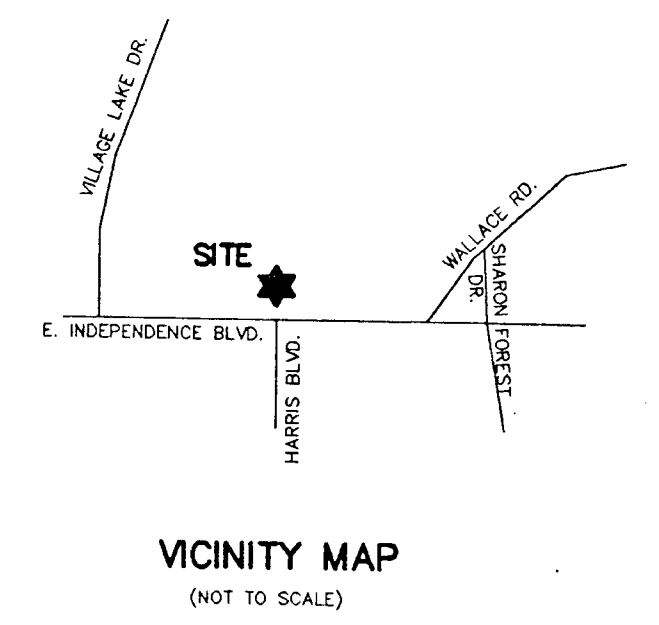 VILLAGE LAKE DR.
SITE
WALLACE RD.
SHARON FOREST
DR.
E. INDEPENDENCE BLVD.
HARRIS BLVD.
VICINITY MAP
(NOT TO SCALE)